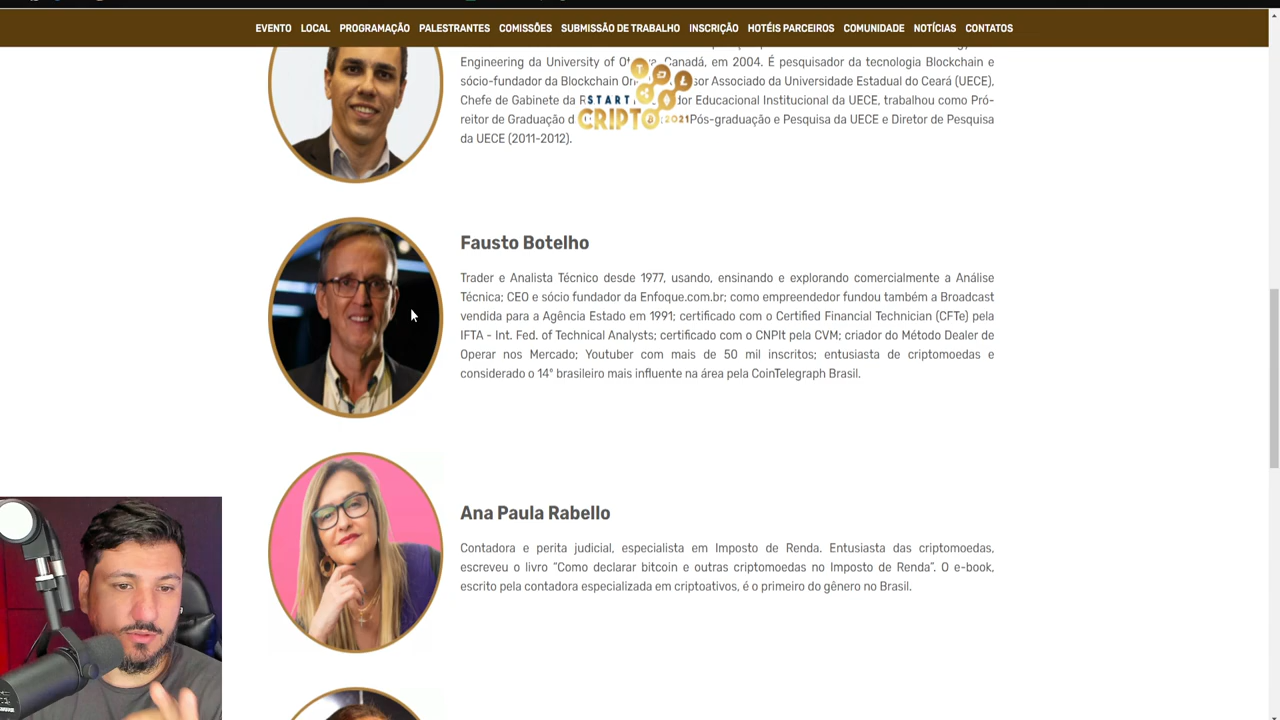 EVENTO LOCAL PROGRAMAÇÃO PALESTRANTES COMISSÕES SUBMISSÃO DE TRABALHO INSCRIÇÃO HOTÉIS PARCEIROS COMUNIDADE NOTÍCIAS CONTATOS
Engineering da University of Canadá, em 2004. É pesquisador da tecnologia Blockchain e
sócio-fundador da Blockchain Associado da Universidade Estadual do Ceará (UECE),
Chefe de Gabinete da Educacional Institucional da UECE, trabalhou como Pró-
reitor de Graduação Pós-graduação e Pesquisa da UECE e Diretor de Pesquisa
da UECE (2011-2012).
START
CRIPTO 2021
Fausto Botelho
Trader e Analista Técnico desde 1977, usando, ensinando e explorando comercialmente a Análise
Técnica; CEO e sócio fundador da Enfoque.com.br; como empreendedor fundou também a Broadcast
vendida para a Agência Estado em 1991; certificado com o Certified Financial Technician (CFTe) pela
IFTA - Int. Fed. of Technical Analysts; certificado com o CNPIt pela CVM; criador do Método Dealer de
Operar nos Mercado; Youtuber com mais de 50 mil inscritos; entusiasta de criptomoedas e
considerado o 14º brasileiro mais influente na área pela CoinTelegraph Brasil.
Ana Paula Rabello
Contadora e perita judicial, especialista em Imposto de Renda. Entusiasta das criptomoedas,
escreveu o livro "Como declarar bitcoin e outras criptomoedas no Imposto de Renda". O e-book,
escrito pela contadora especializada em criptoativos, é o primeiro do gênero no Brasil.